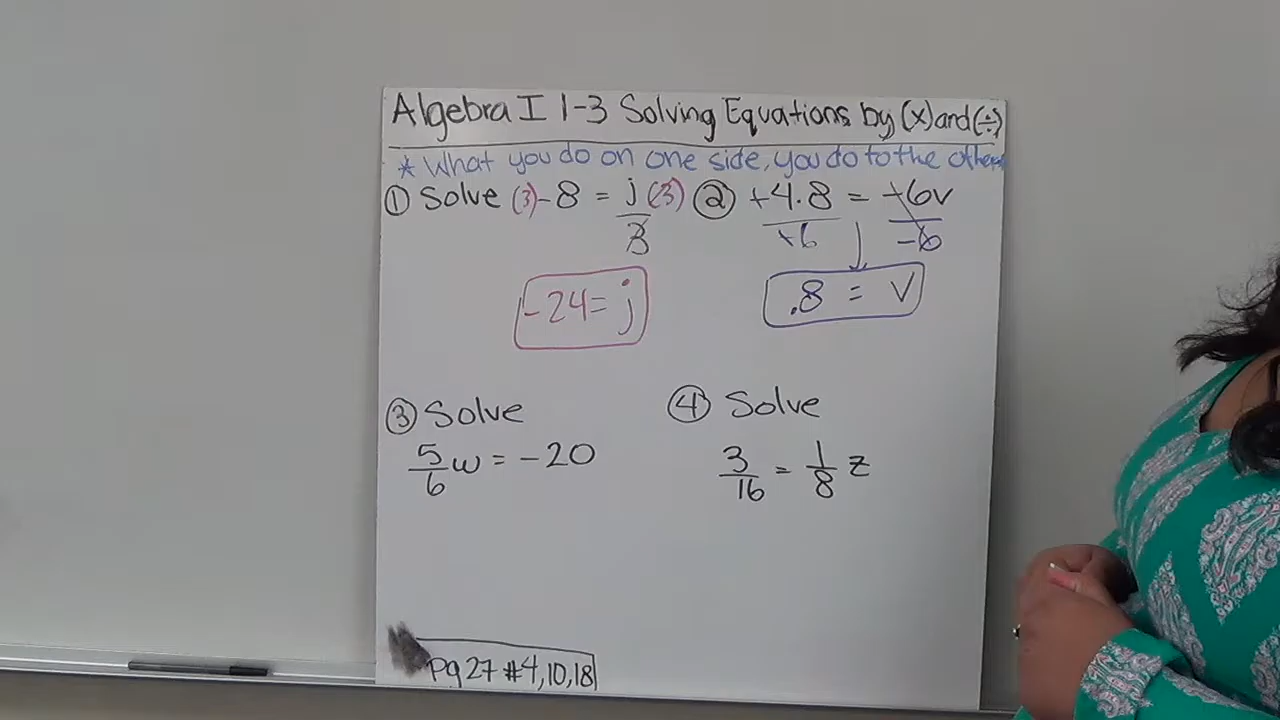 Algebra I 1-3 Solving Equations by (x) and (÷)
* What you do on one side, you do to the other
① Solve (3) -8 = j/3 (3)
② +4.8/+6 = +6v/-6
-24 = j
.8 = v
③ Solve
5/6 w = -20
④ Solve
3/16 = 1/8 z
Pg 27 #4, 10, 18